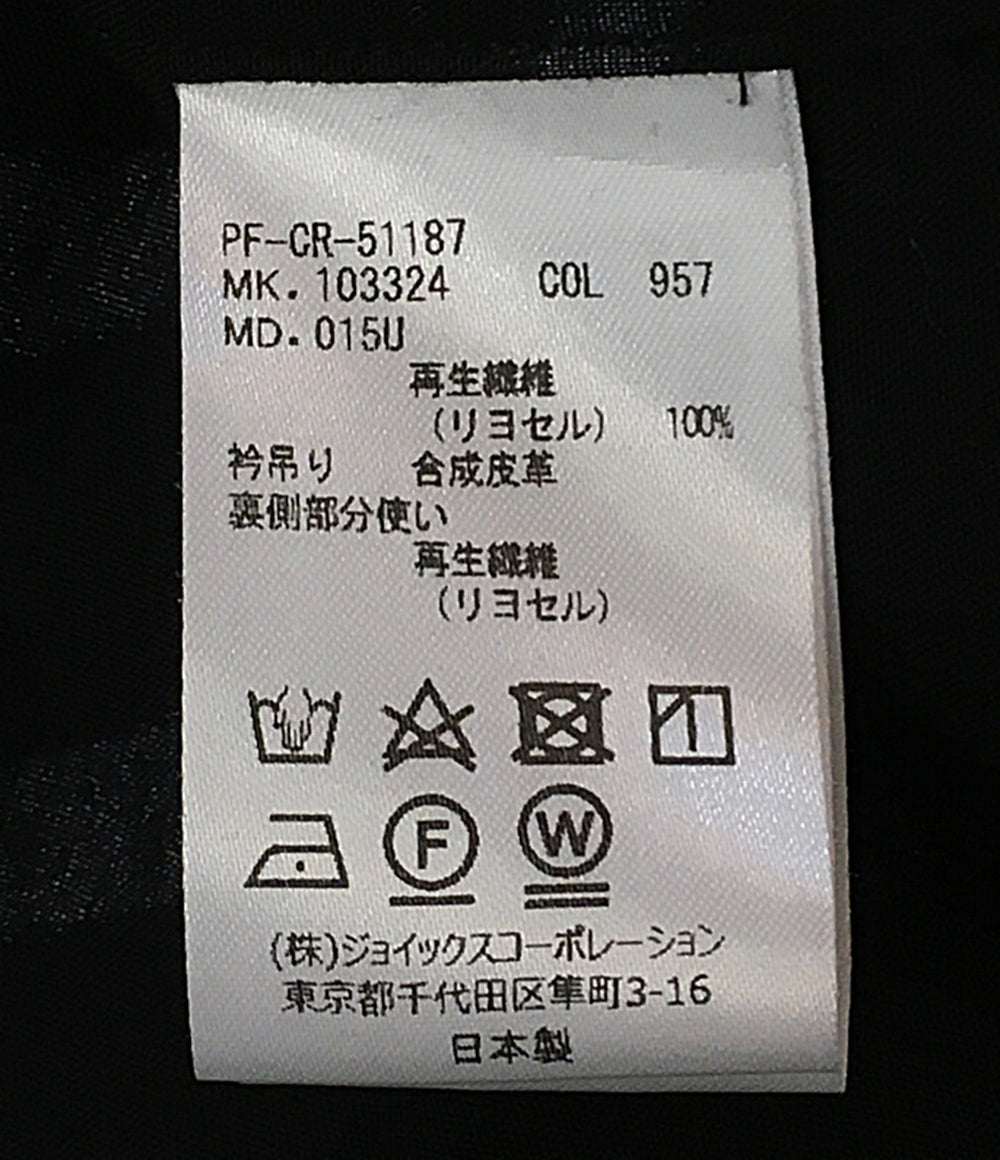 PF-CR-51187
MK. 103324 COL 957
MD. 015U
再生繊維
(リヨセル) 100%
衿吊り 合成皮革
裏側部分使い
再生繊維
(リヨセル)
F W
(株)ジョイックスコーポレーション
東京都千代田区隼町3-16
日本製